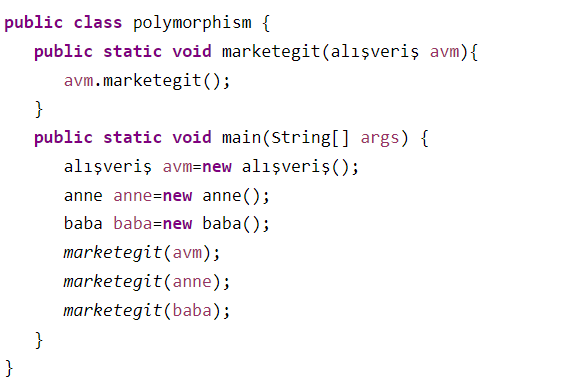 public class polymorphism {
public static void marketegit(alışveriş avm){
avm.marketegit();
}
public static void main(String[] args) {
alışveriş avm=new alışveriş();
anne anne=new anne();
baba baba=new baba();
marketegit(avm);
marketegit(anne);
marketegit(baba);
}
}